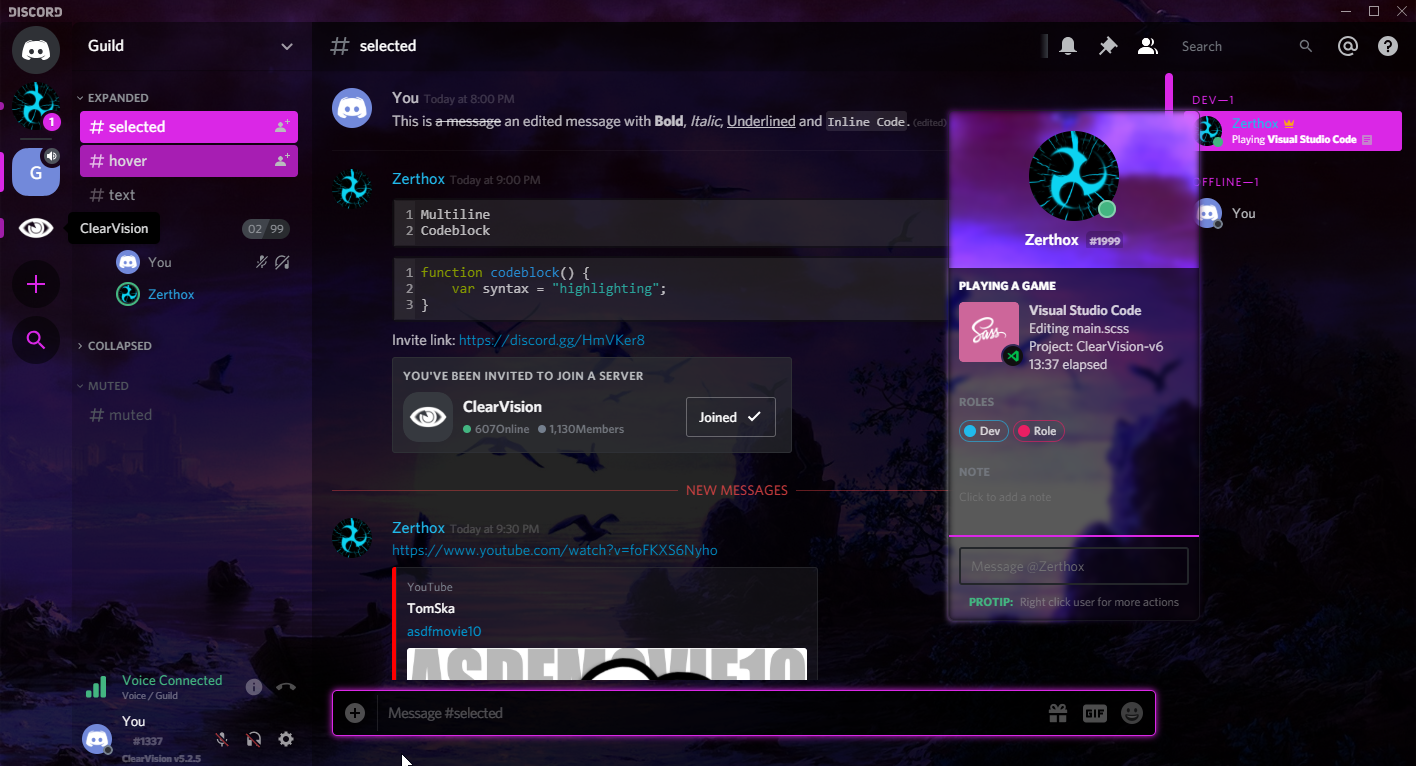 DISCORD
Guild
EXPANDED
# selected
# hover
# text
ClearVision
02 99
You
Zerthox
COLLAPSED
MUTED
# muted
Voice Connected
Voice / Guild
You
#1337
ClearVision v5.2.5
1
G
# selected
Search
You Today at 8:00 PM
This is a message an edited message with Bold, Italic, Underlined and Inline Code. (edited)
Zerthox Today at 9:00 PM
1 Multiline
2 Codeblock
1 function codeblock() {
2 var syntax = "highlighting";
3 }
Invite link: https://discord.gg/HmVKer8
YOU'VE BEEN INVITED TO JOIN A SERVER
ClearVision
607Online 1,130Members
Joined
NEW MESSAGES
Zerthox Today at 9:30 PM
https://www.youtube.com/watch?v=foFKXS6Nyho
YouTube
TomSka
asdfmovie10
ASDFMOVIE10
Message #selected
GIF
Zerthox #1999
PLAYING A GAME
Sass
Visual Studio Code
Editing main.scss
Project: ClearVision-v6
13:37 elapsed
ROLES
Dev Role
NOTE
Click to add a note
Message @Zerthox
PROTIP: Right click user for more actions
DEV—1
Zerthox
Playing Visual Studio Code
OFFLINE—1
You